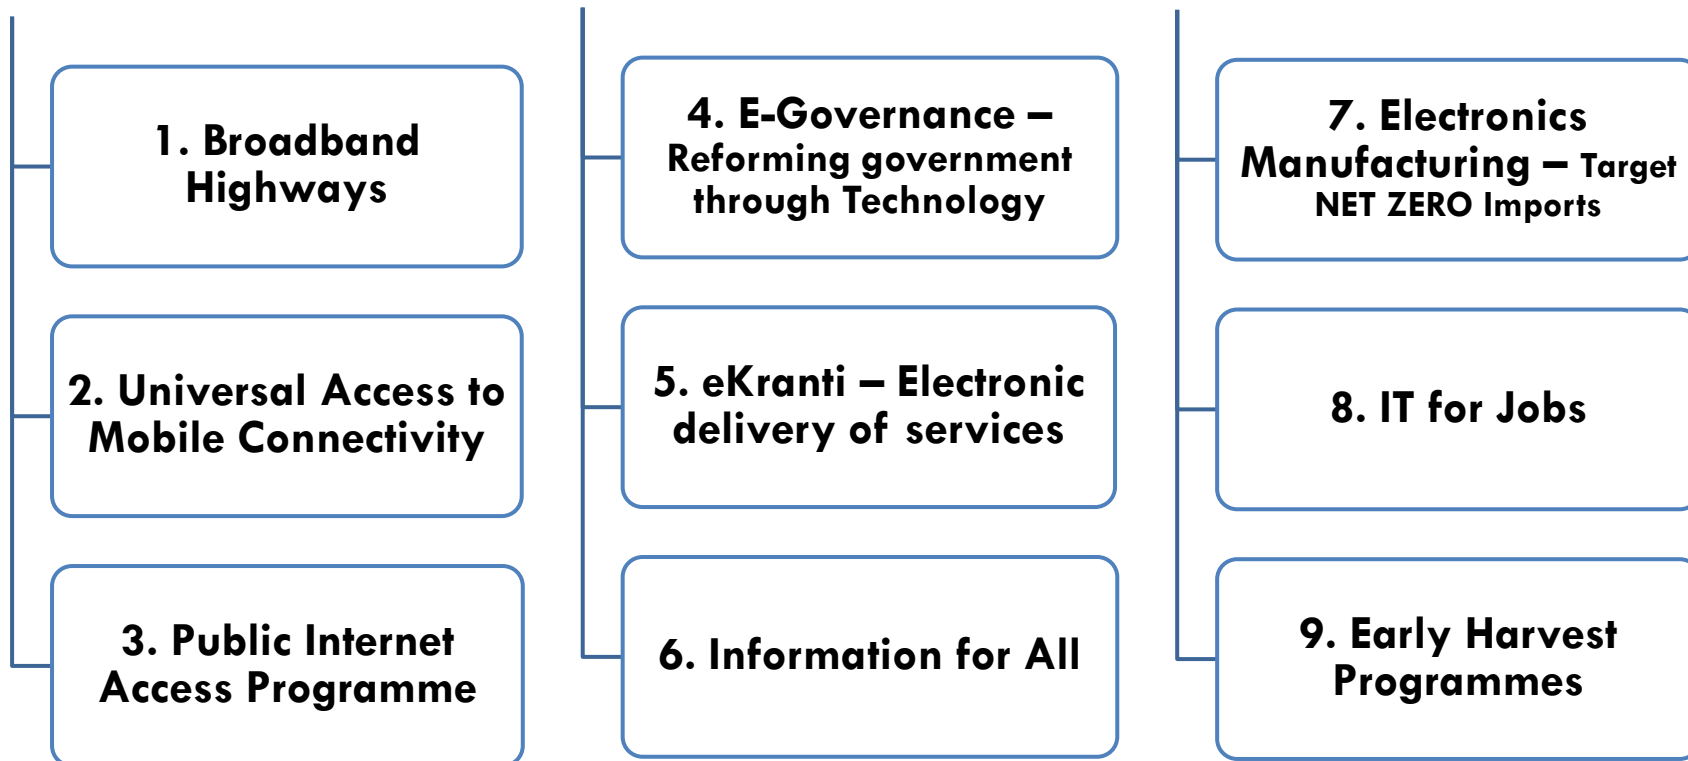 1. Broadband
Highways
2. Universal Access to
Mobile Connectivity
3. Public Internet
Access Programme
4. E-Governance –
Reforming government
through Technology
5. eKranti – Electronic
delivery of services
6. Information for All
7. Electronics
Manufacturing – Target
NET ZERO Imports
8. IT for Jobs
9. Early Harvest
Programmes